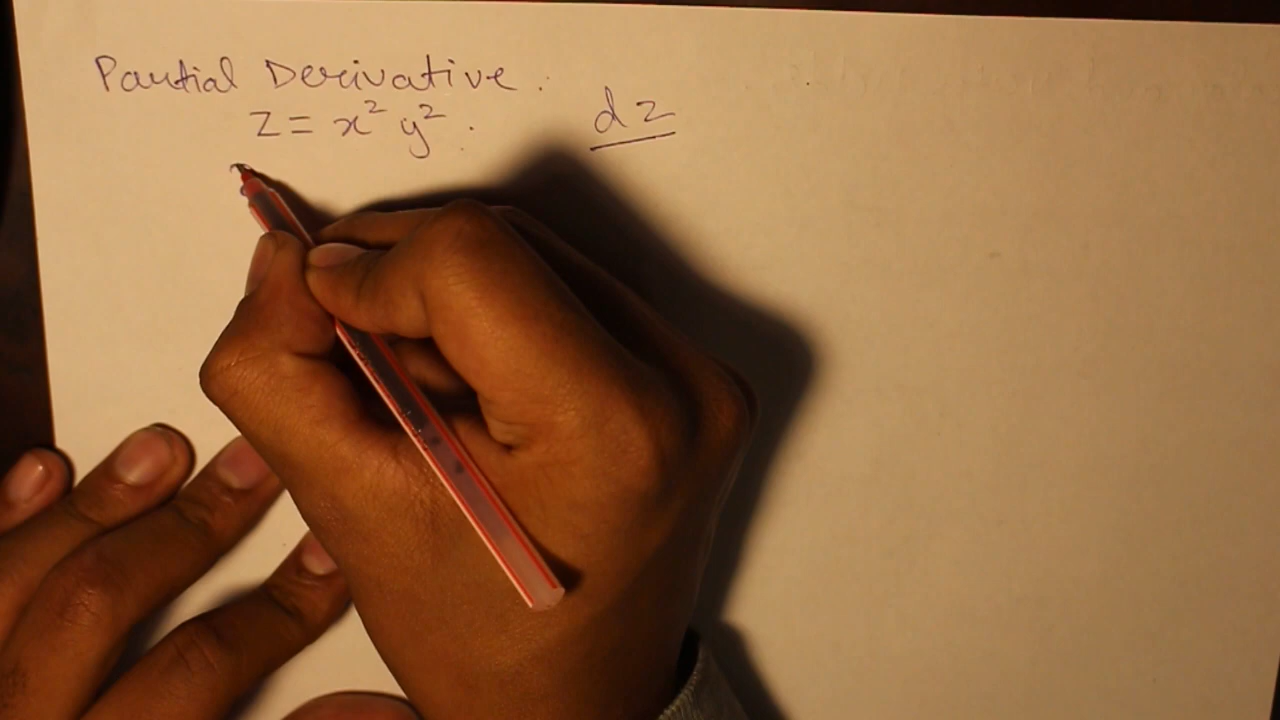 Partial Derivative.
z = x² y².
dz